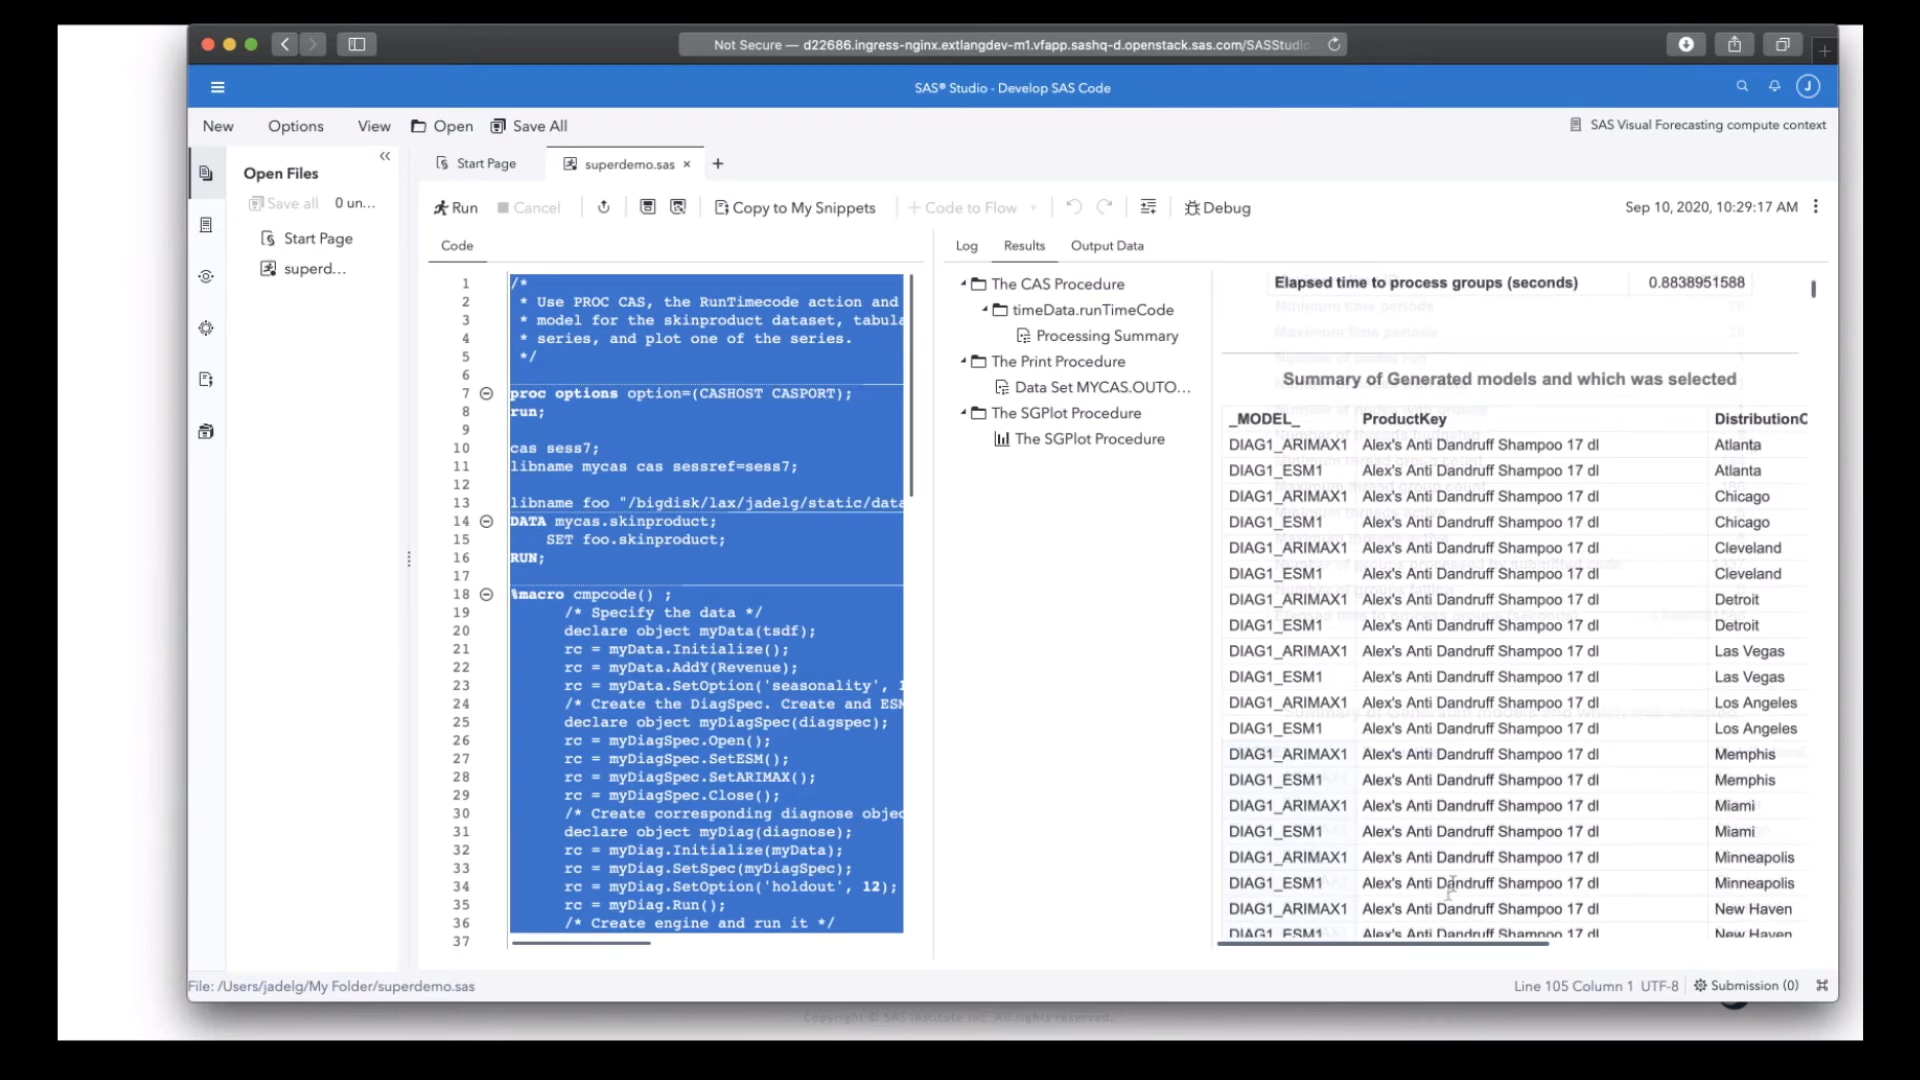 Not Secure — d22686.ingress-nginx.extlangdev-m1.vfapp.sashq-d.openstack.sas.com/SASStudio
SAS® Studio - Develop SAS Code
J
New Options View Open Save All
SAS Visual Forecasting compute context
Open Files
Save all 0 un...
Start Page
superd...
Start Page superdemo.sas × +
Run Cancel Copy to My Snippets + Code to Flow Debug
Sep 10, 2020, 10:29:17 AM
Code
1 /*
2 * Use PROC CAS, the RunTimecode action and
3 * model for the skinproduct dataset, tabula
4 * series, and plot one of the series.
5 */
6
7 proc options option=(CASHOST CASPORT);
8 run;
9
10 cas sess7;
11 libname mycas cas sessref=sess7;
12
13 libname foo "/bigdisk/lax/jadelg/static/data
14 DATA mycas.skinproduct;
15 SET foo.skinproduct;
16 RUN;
17
18 %macro cmpcode() ;
19 /* Specify the data */
20 declare object myData(tsdf);
21 rc = myData.Initialize();
22 rc = myData.AddY(Revenue);
23 rc = myData.SetOption('seasonality', 1
24 /* Create the DiagSpec. Create and ESM
25 declare object myDiagSpec(diagspec);
26 rc = myDiagSpec.Open();
27 rc = myDiagSpec.SetESM();
28 rc = myDiagSpec.SetARIMAX();
29 rc = myDiagSpec.Close();
30 /* Create corresponding diagnose objec
31 declare object myDiag(diagnose);
32 rc = myDiag.Initialize(myData);
33 rc = myDiag.SetSpec(myDiagSpec);
34 rc = myDiag.SetOption('holdout', 12);
35 rc = myDiag.Run();
36 /* Create engine and run it */
37
Log Results Output Data
The CAS Procedure
timeData.runTimeCode
Processing Summary
The Print Procedure
Data Set MYCAS.OUTO...
The SGPlot Procedure
The SGPlot Procedure
Elapsed time to process groups (seconds) 0.8838951588
Summary of Generated models and which was selected
_MODEL_ ProductKey DistributionC
DIAG1_ARIMAX1 Alex's Anti Dandruff Shampoo 17 dl Atlanta
DIAG1_ESM1 Alex's Anti Dandruff Shampoo 17 dl Atlanta
DIAG1_ARIMAX1 Alex's Anti Dandruff Shampoo 17 dl Chicago
DIAG1_ESM1 Alex's Anti Dandruff Shampoo 17 dl Chicago
DIAG1_ARIMAX1 Alex's Anti Dandruff Shampoo 17 dl Cleveland
DIAG1_ESM1 Alex's Anti Dandruff Shampoo 17 dl Cleveland
DIAG1_ARIMAX1 Alex's Anti Dandruff Shampoo 17 dl Detroit
DIAG1_ESM1 Alex's Anti Dandruff Shampoo 17 dl Detroit
DIAG1_ARIMAX1 Alex's Anti Dandruff Shampoo 17 dl Las Vegas
DIAG1_ESM1 Alex's Anti Dandruff Shampoo 17 dl Las Vegas
DIAG1_ARIMAX1 Alex's Anti Dandruff Shampoo 17 dl Los Angeles
DIAG1_ESM1 Alex's Anti Dandruff Shampoo 17 dl Los Angeles
DIAG1_ARIMAX1 Alex's Anti Dandruff Shampoo 17 dl Memphis
DIAG1_ESM1 Alex's Anti Dandruff Shampoo 17 dl Memphis
DIAG1_ARIMAX1 Alex's Anti Dandruff Shampoo 17 dl Miami
DIAG1_ESM1 Alex's Anti Dandruff Shampoo 17 dl Miami
DIAG1_ARIMAX1 Alex's Anti Dandruff Shampoo 17 dl Minneapolis
DIAG1_ESM1 Alex's Anti Dandruff Shampoo 17 dl Minneapolis
DIAG1_ARIMAX1 Alex's Anti Dandruff Shampoo 17 dl New Haven
DIAG1_ESM1 Alex's Anti Dandruff Shampoo 17 dl New Haven
File: /Users/jadelg/My Folder/superdemo.sas
Line 105 Column 1 UTF-8 Submission (0)
Copyright © SAS Institute Inc. All rights reserved.